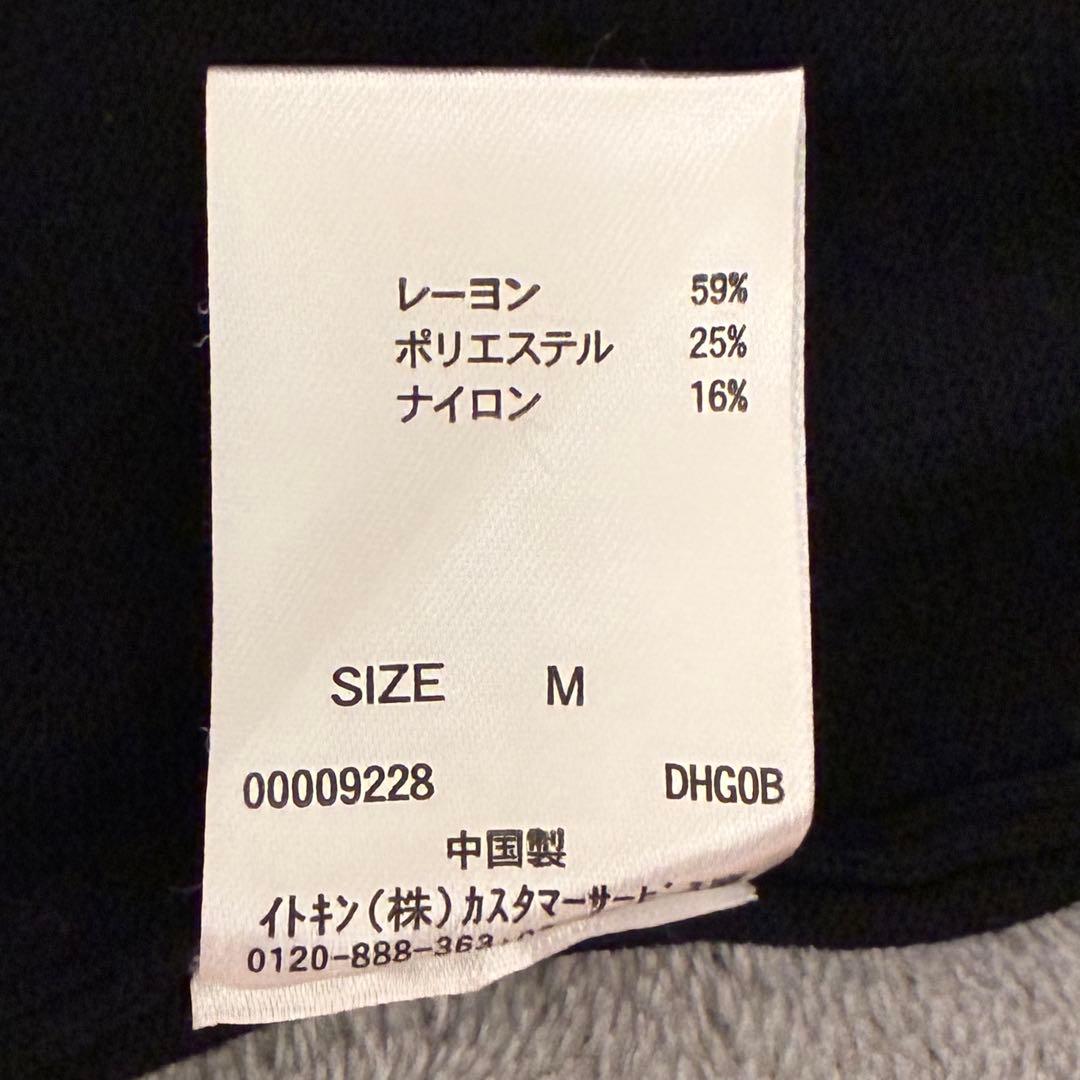 レーヨン 59%
ポリエステル 25%
ナイロン 16%
SIZE M
00009228 DHG0B
中国製
イトキン(株)カスタマーサー
0120-888-363